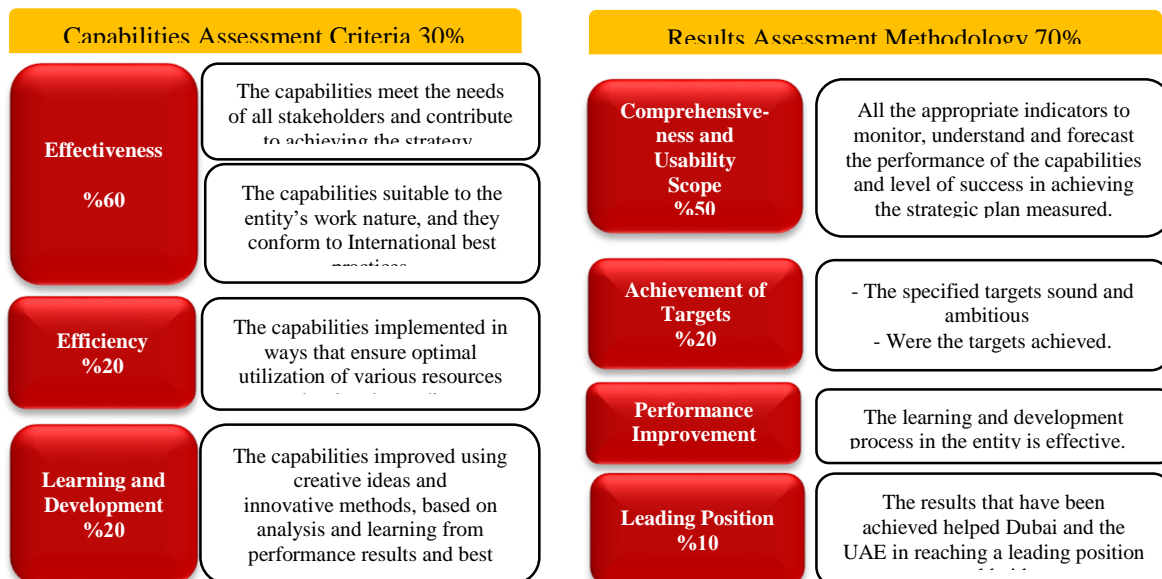 Capabilities Assessment Criteria 30%
Effectiveness
%60
The capabilities meet the needs
of all stakeholders and contribute
to achieving the strategy
The capabilities suitable to the
entity's work nature, and they
conform to International best
practices
Efficiency
%20
The capabilities implemented in
ways that ensure optimal
utilization of various resources
Learning and
Development
%20
The capabilities improved using
creative ideas and
innovative methods, based on
analysis and learning from
performance results and best
Results Assessment Methodology 70%
Comprehensive-
ness and
Usability
Scope
%50
All the appropriate indicators to
monitor, understand and forecast
the performance of the capabilities
and level of success in achieving
the strategic plan measured.
Achievement of
Targets
%20
- The specified targets sound and
ambitious
- Were the targets achieved.
Performance
Improvement
The learning and development
process in the entity is effective.
Leading Position
%10
The results that have been
achieved helped Dubai and the
UAE in reaching a leading position